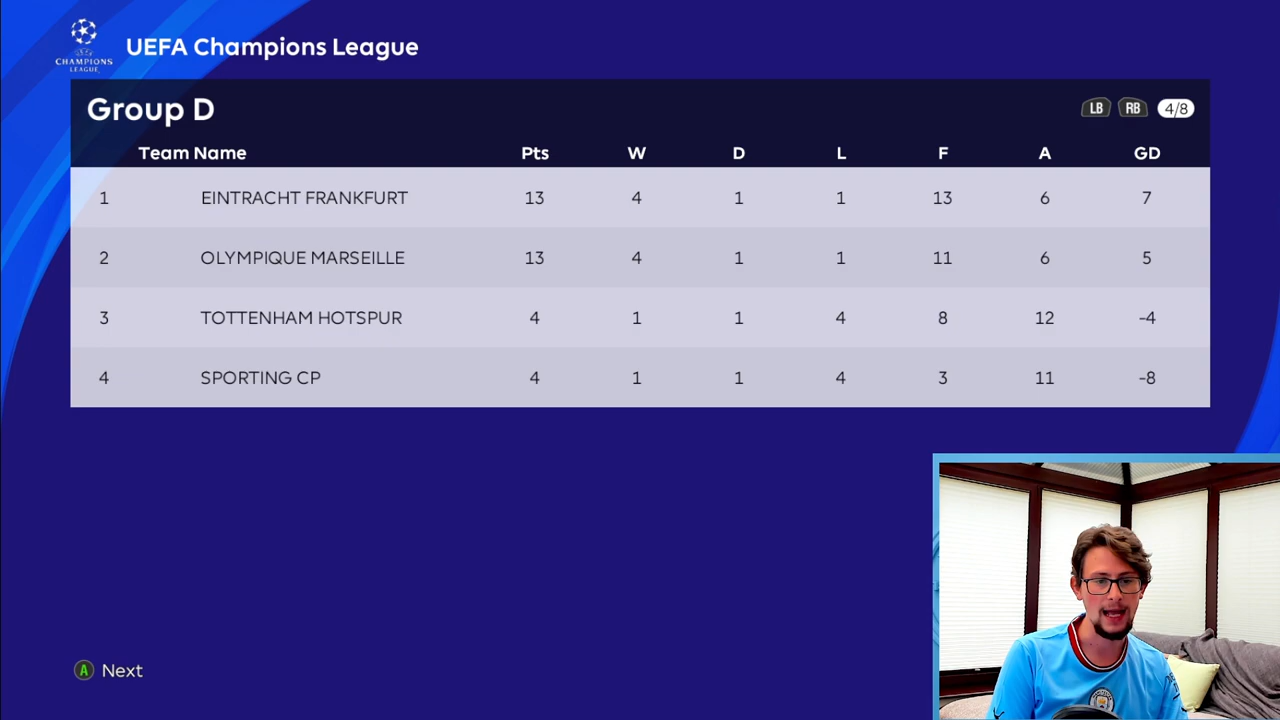 CHAMPIONS
LEAGUE
UEFA Champions League
Group D LB RB 4/8
Team Name Pts W D L F A GD
1 EINTRACHT FRANKFURT 13 4 1 1 13 6 7
2 OLYMPIQUE MARSEILLE 13 4 1 1 11 6 5
3 TOTTENHAM HOTSPUR 4 1 1 4 8 12 -4
4 SPORTING CP 4 1 1 4 3 11 -8
A Next